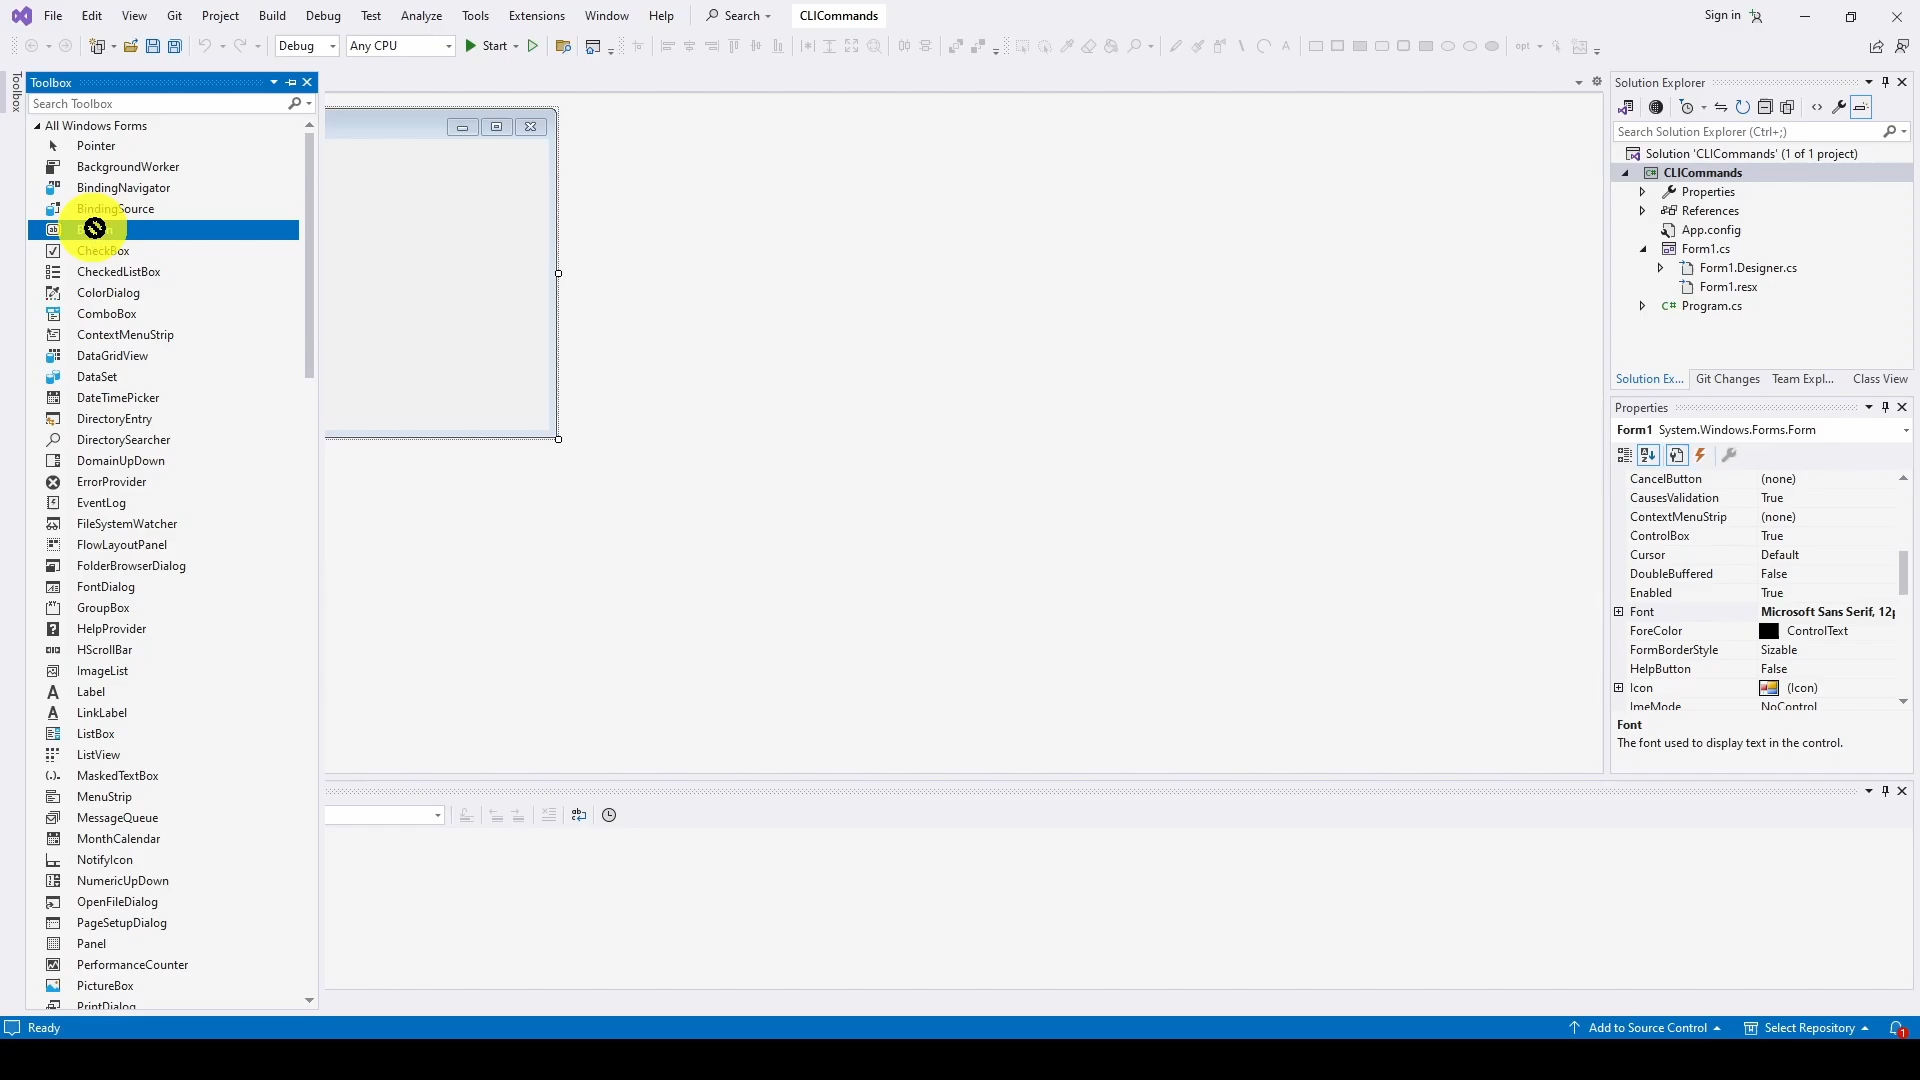 File Edit View Git Project Build Debug Test Analyze Tools Extensions Window Help Search CLICommands Sign in
Debug Any CPU Start opt
Toolbox
Toolbox
Search Toolbox
All Windows Forms
Pointer
BackgroundWorker
BindingNavigator
BindingSource
CheckBox
CheckedListBox
ColorDialog
ComboBox
ContextMenuStrip
DataGridView
DataSet
DateTimePicker
DirectoryEntry
DirectorySearcher
DomainUpDown
ErrorProvider
EventLog
FileSystemWatcher
FlowLayoutPanel
FolderBrowserDialog
FontDialog
GroupBox
HelpProvider
HScrollBar
ImageList
Label
LinkLabel
ListBox
ListView
MaskedTextBox
MenuStrip
MessageQueue
MonthCalendar
NotifyIcon
NumericUpDown
OpenFileDialog
PageSetupDialog
Panel
PerformanceCounter
PictureBox
PrintDialog
Solution Explorer
Search Solution Explorer (Ctrl+;)
Solution 'CLICommands' (1 of 1 project)
CLICommands
Properties
References
App.config
Form1.cs
Form1.Designer.cs
Form1.resx
C# Program.cs
Solution Ex... Git Changes Team Expl... Class View
Properties
Form1 System.Windows.Forms.Form
CancelButton (none)
CausesValidation True
ContextMenuStrip (none)
ControlBox True
Cursor Default
DoubleBuffered False
Enabled True
Font Microsoft Sans Serif, 12p
ForeColor ControlText
FormBorderStyle Sizable
HelpButton False
Icon (Icon)
ImeMode NoControl
Font
The font used to display text in the control.
Ready Add to Source Control Select Repository 1